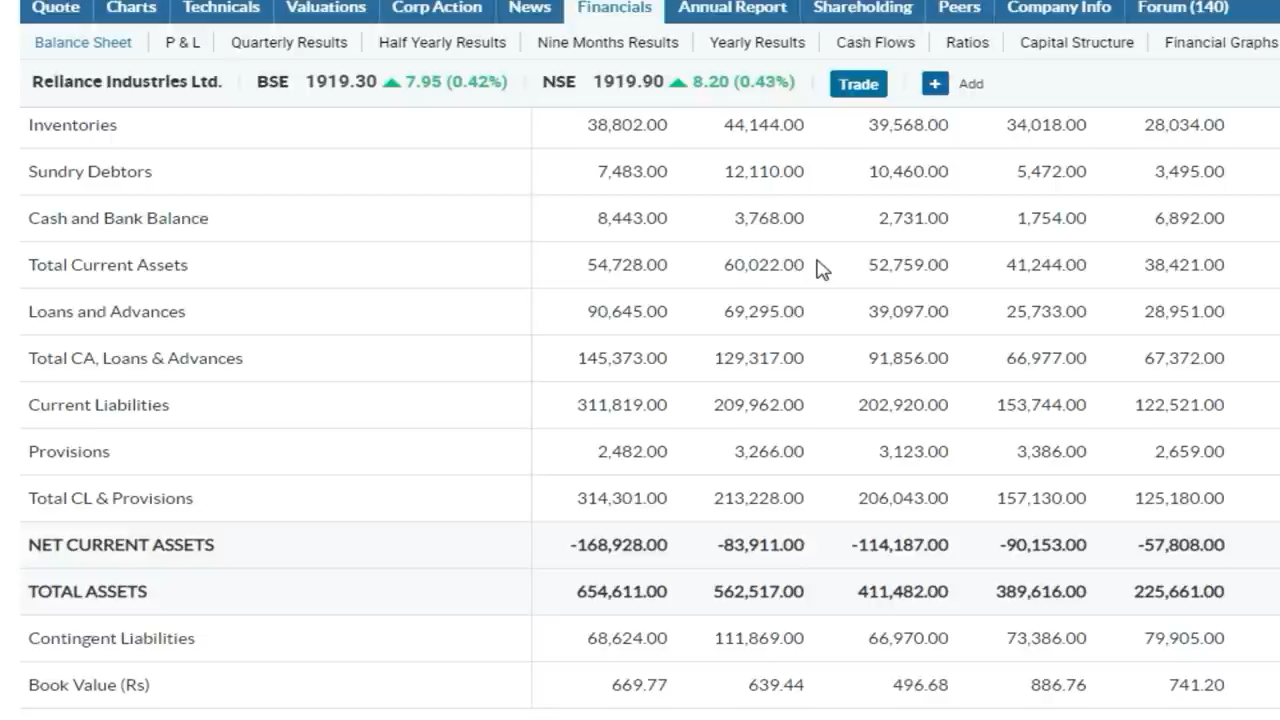 Quote Charts Technicals Valuations Corp Action News Financials Annual Report Shareholding Peers Company Info Forum (140)
Balance Sheet P & L Quarterly Results Half Yearly Results Nine Months Results Yearly Results Cash Flows Ratios Capital Structure Financial Graphs
Reliance Industries Ltd. BSE 1919.30 7.95 (0.42%) NSE 1919.90 8.20 (0.43%) Trade + Add
Inventories 38,802.00 44,144.00 39,568.00 34,018.00 28,034.00
Sundry Debtors 7,483.00 12,110.00 10,460.00 5,472.00 3,495.00
Cash and Bank Balance 8,443.00 3,768.00 2,731.00 1,754.00 6,892.00
Total Current Assets 54,728.00 60,022.00 52,759.00 41,244.00 38,421.00
Loans and Advances 90,645.00 69,295.00 39,097.00 25,733.00 28,951.00
Total CA, Loans & Advances 145,373.00 129,317.00 91,856.00 66,977.00 67,372.00
Current Liabilities 311,819.00 209,962.00 202,920.00 153,744.00 122,521.00
Provisions 2,482.00 3,266.00 3,123.00 3,386.00 2,659.00
Total CL & Provisions 314,301.00 213,228.00 206,043.00 157,130.00 125,180.00
NET CURRENT ASSETS -168,928.00 -83,911.00 -114,187.00 -90,153.00 -57,808.00
TOTAL ASSETS 654,611.00 562,517.00 411,482.00 389,616.00 225,661.00
Contingent Liabilities 68,624.00 111,869.00 66,970.00 73,386.00 79,905.00
Book Value (Rs) 669.77 639.44 496.68 886.76 741.20